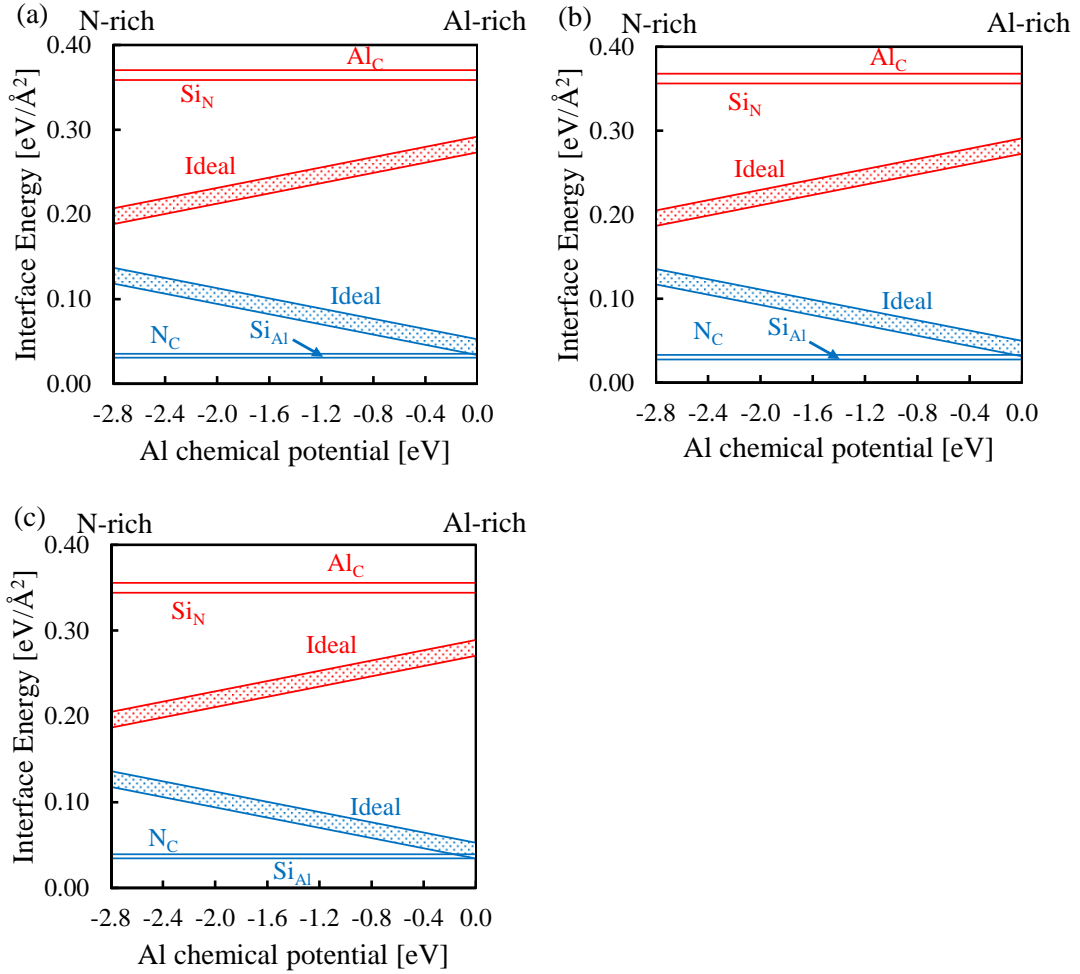 (a)
N-rich
Al-rich
0.40
0.30
0.20
0.10
0.00
Interface Energy [eV/Å²]
Al_C
Si_N
Ideal
Ideal
N_C
Si_Al
-2.8 -2.4 -2.0 -1.6 -1.2 -0.8 -0.4 0.0
Al chemical potential [eV]
(b)
N-rich
Al-rich
0.40
0.30
0.20
0.10
0.00
Interface Energy [eV/Å²]
Al_C
Si_N
Ideal
Ideal
N_C
Si_Al
-2.8 -2.4 -2.0 -1.6 -1.2 -0.8 -0.4 0.0
Al chemical potential [eV]
(c)
N-rich
Al-rich
0.40
0.30
0.20
0.10
0.00
Interface Energy [eV/Å²]
Al_C
Si_N
Ideal
Ideal
N_C
Si_Al
-2.8 -2.4 -2.0 -1.6 -1.2 -0.8 -0.4 0.0
Al chemical potential [eV]